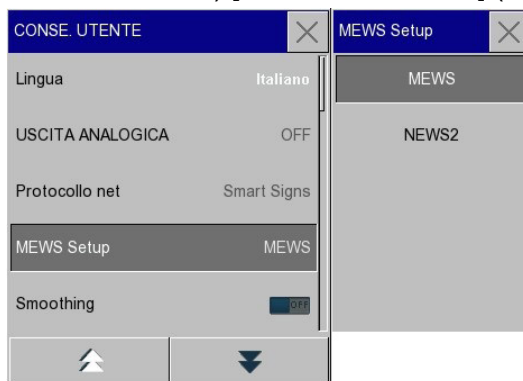 CONSE. UTENTE
Lingua Italiano
USCITA ANALOGICA OFF
Protocollo net Smart Signs
MEWS Setup MEWS
Smoothing OFF
MEWS Setup
MEWS
NEWS2